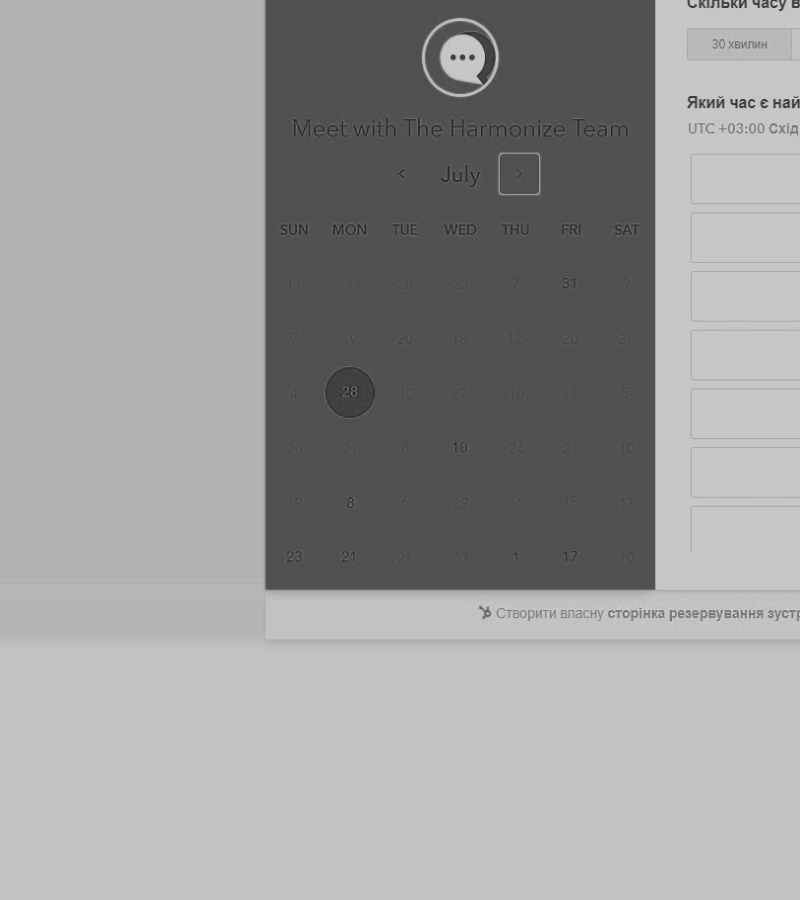 Скільки часу в
30 хвилин
Meet with The Harmonize Team
Який час є най
UTC +03:00 Схід
July
SUN MON TUE WED THU FRI SAT
11 1 20 22 7 31 9
7 19 20 18 12 20 21
4 28 10 27 10 11 5
26 21 8 10 24 21 10
19 8 6 29 16 15 17
23 21 21 17 1 17 10
Створити власну сторінка резервування зустр